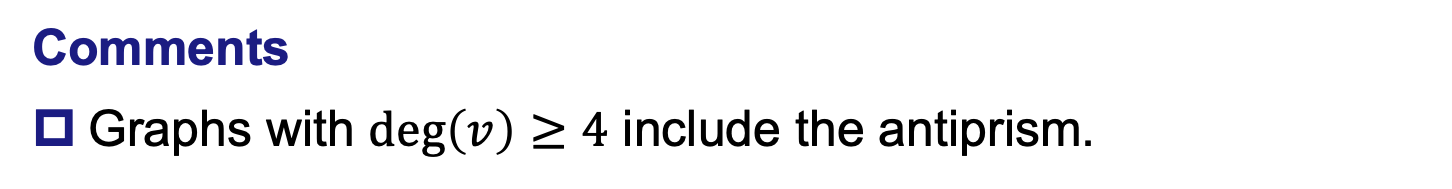 Comments
Graphs with deg(𝑣) ≥ 4 include the antiprism.